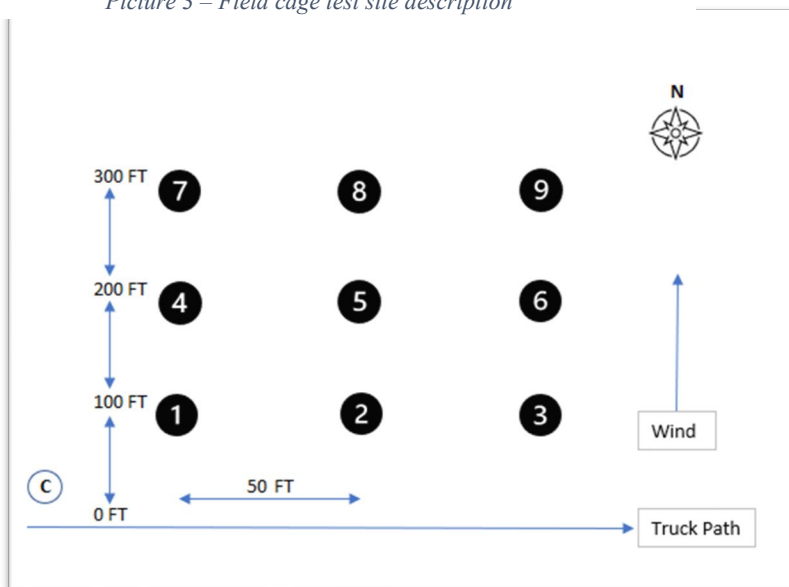 Picture 3 – Field cage test site description
N
300 FT 7 8 9
200 FT 4 5 6
100 FT 1 2 3
Wind
C
50 FT
0 FT
Truck Path